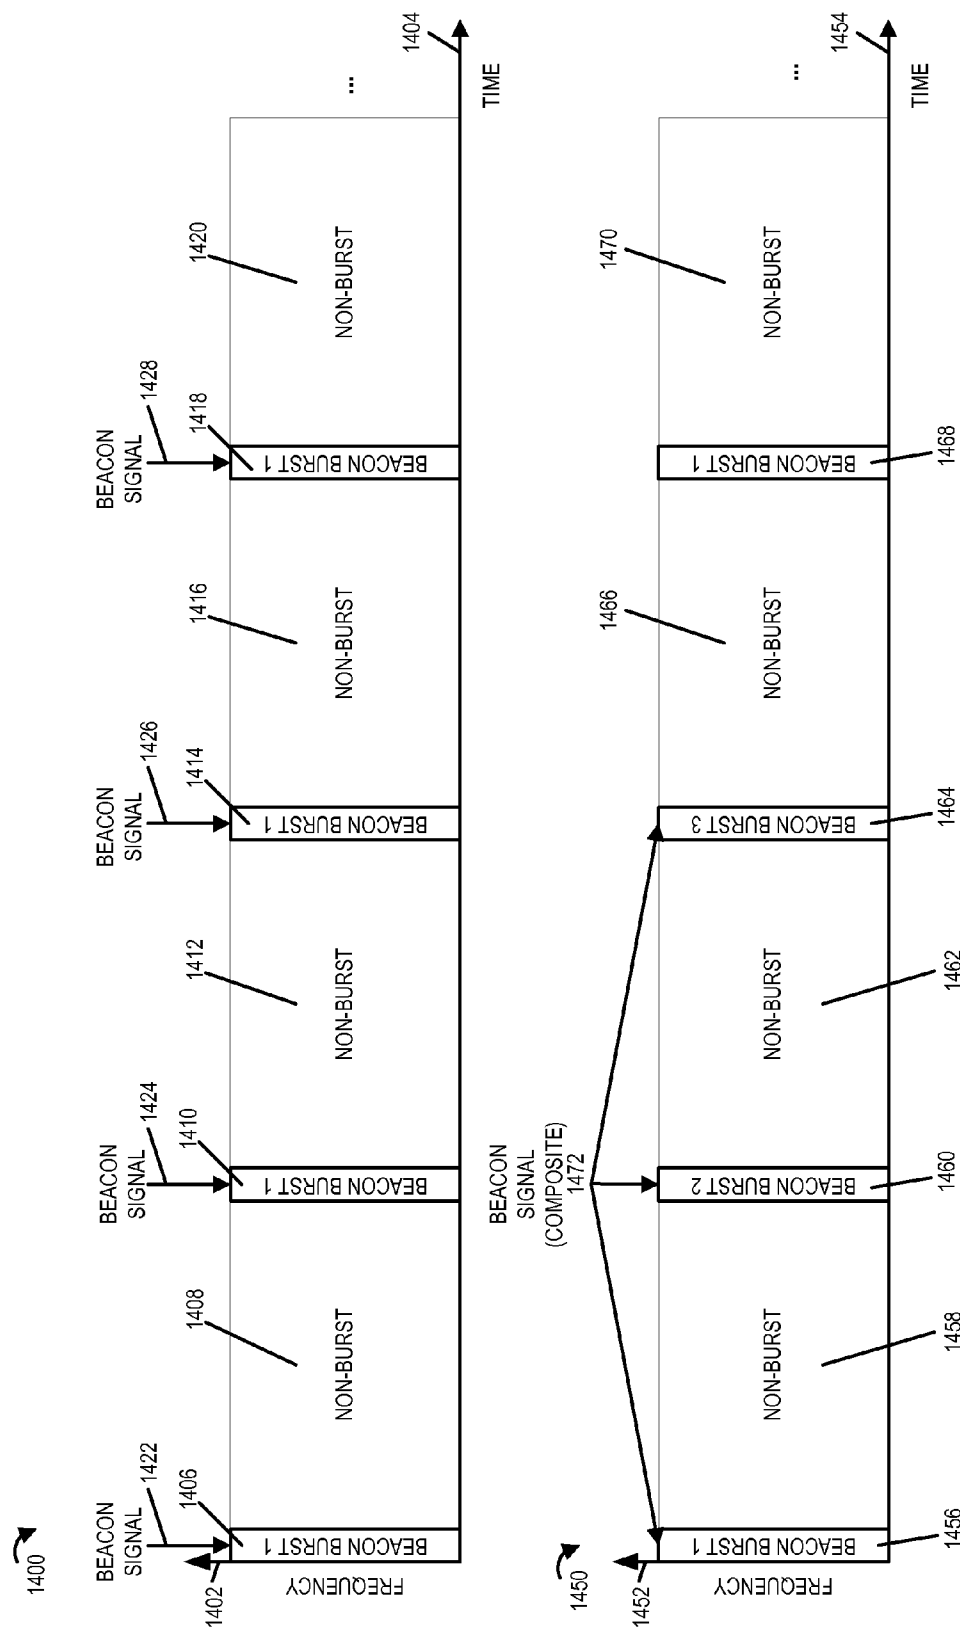 1400
BEACON
SIGNAL
1422
1406
BEACON
SIGNAL
1424
1410
BEACON
SIGNAL
1426
1414
BEACON
SIGNAL
1428
1418
1408
1412
1416
1420
1402
FREQUENCY
BEACON BURST 1
NON-BURST
BEACON BURST 1
NON-BURST
BEACON BURST 1
NON-BURST
BEACON BURST 1
NON-BURST
...
1404
TIME
1450
BEACON
SIGNAL
(COMPOSITE)
1472
1466
1470
1452
FREQUENCY
BEACON BURST 1
NON-BURST
BEACON BURST 2
NON-BURST
BEACON BURST 3
NON-BURST
BEACON BURST 1
NON-BURST
...
1454
TIME
1456
1458
1460
1462
1464
1468